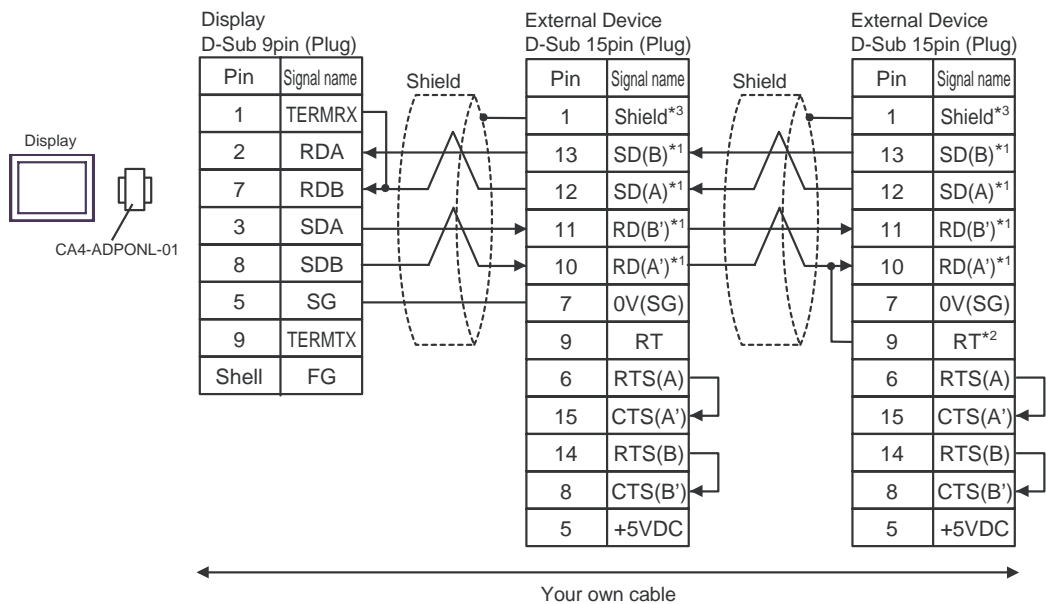 Display
D-Sub 9pin (Plug)
External Device
D-Sub 15pin (Plug)
External Device
D-Sub 15pin (Plug)
Display
CA4-ADPONL-01
Pin Signal name
1 TERMRX
2 RDA
7 RDB
3 SDA
8 SDB
5 SG
9 TERMTX
Shell FG
Shield
Pin Signal name
1 Shield*3
13 SD(B)*1
12 SD(A)*1
11 RD(B')*1
10 RD(A')*1
7 0V(SG)
9 RT
6 RTS(A)
15 CTS(A')
14 RTS(B)
8 CTS(B')
5 +5VDC
Shield
Pin Signal name
1 Shield*3
13 SD(B)*1
12 SD(A)*1
11 RD(B')*1
10 RD(A')*1
7 0V(SG)
9 RT*2
6 RTS(A)
15 CTS(A')
14 RTS(B)
8 CTS(B')
5 +5VDC
Your own cable